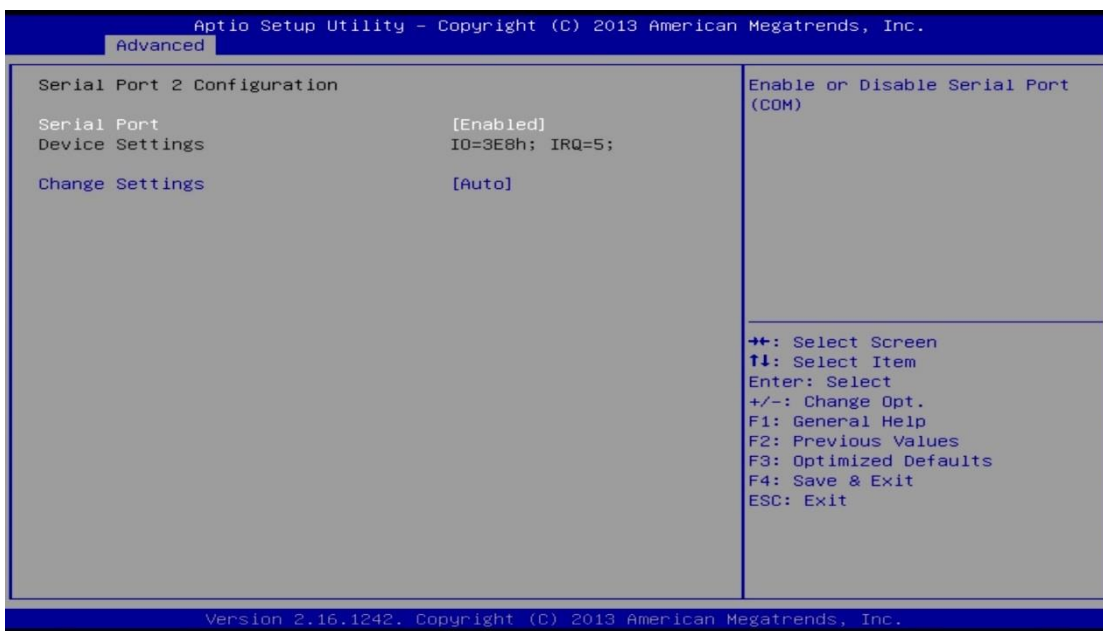 Aptio Setup Utility – Copyright (C) 2013 American Megatrends, Inc.
Advanced
Serial Port 2 Configuration
Serial Port [Enabled]
Device Settings IO=3E8h; IRQ=5;
Change Settings [Auto]
Enable or Disable Serial Port
(COM)
→←: Select Screen
↑↓: Select Item
Enter: Select
+/-: Change Opt.
F1: General Help
F2: Previous Values
F3: Optimized Defaults
F4: Save & Exit
ESC: Exit
Version 2.16.1242. Copyright (C) 2013 American Megatrends, Inc.